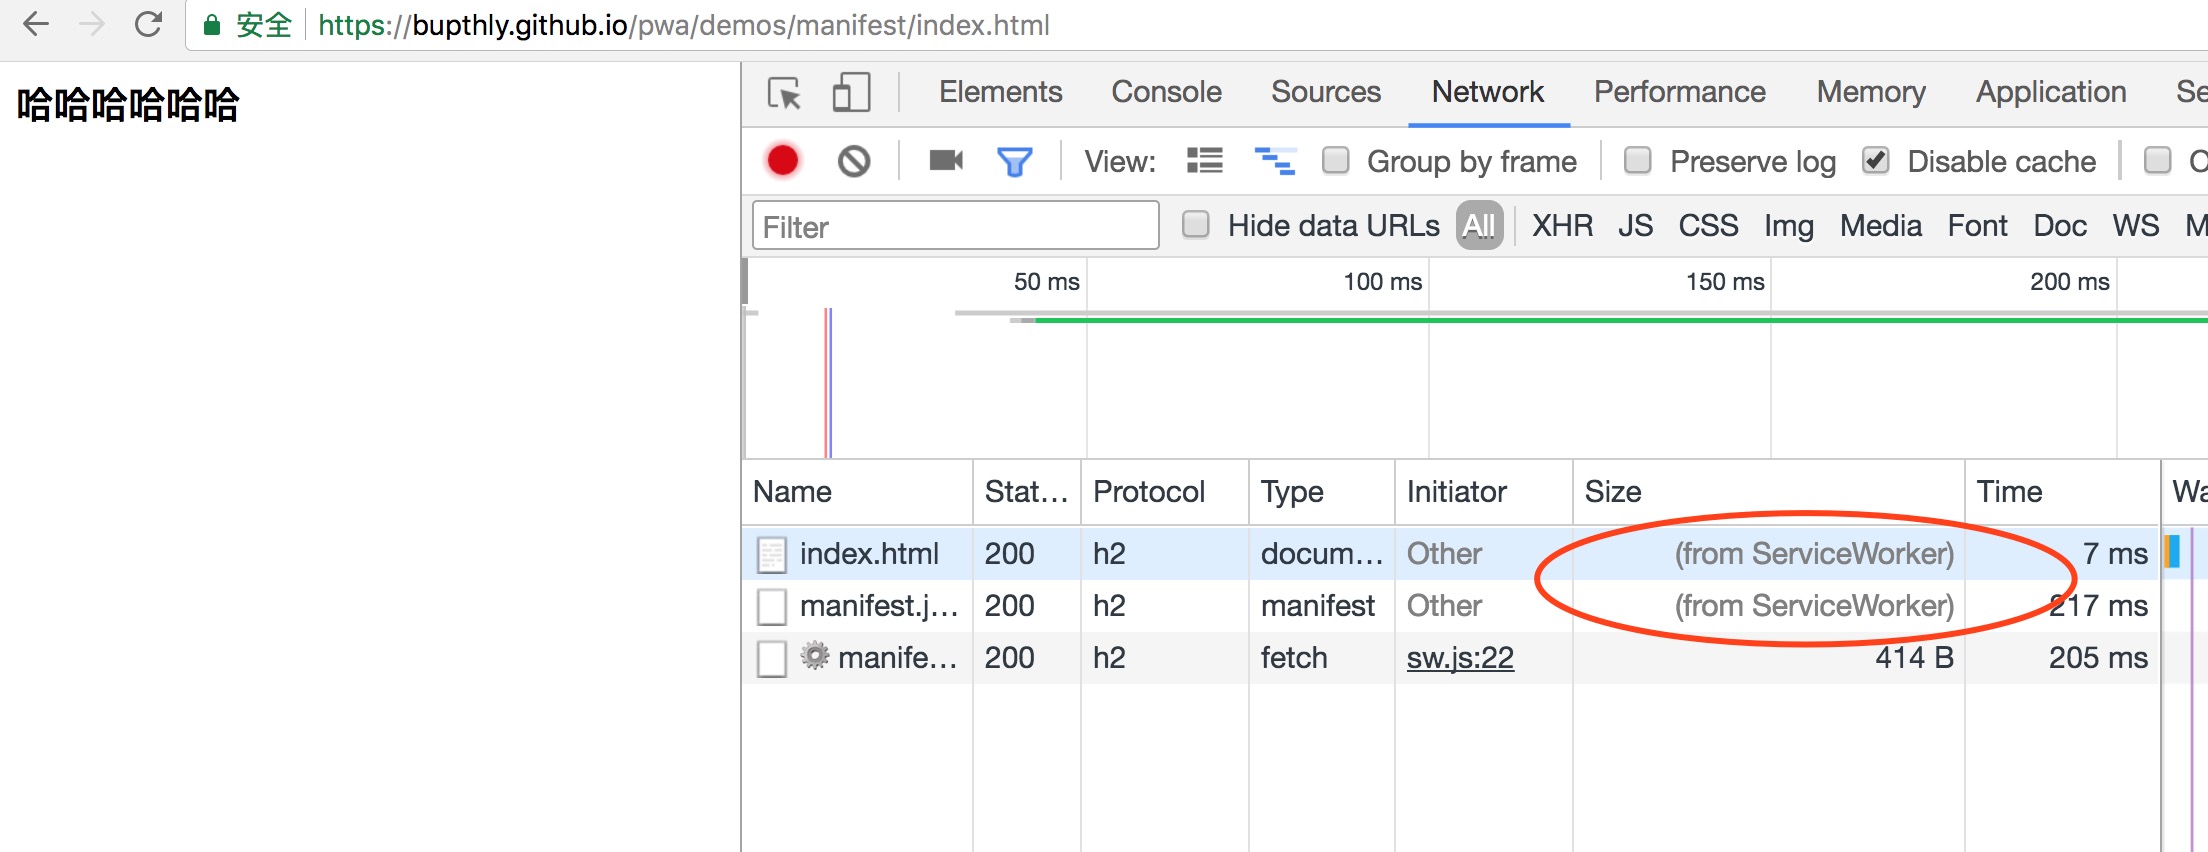 安全 https://bupthly.github.io/pwa/demos/manifest/index.html
哈哈哈哈哈哈
Elements Console Sources Network Performance Memory Application Se
View: Group by frame Preserve log Disable cache O
Filter Hide data URLs All XHR JS CSS Img Media Font Doc WS M
50 ms 100 ms 150 ms 200 ms
Name Stat… Protocol Type Initiator Size Time Wa
index.html 200 h2 docum… Other (from ServiceWorker) 7 ms
manifest.j… 200 h2 manifest Other (from ServiceWorker) 217 ms
manife… 200 h2 fetch sw.js:22 414 B 205 ms